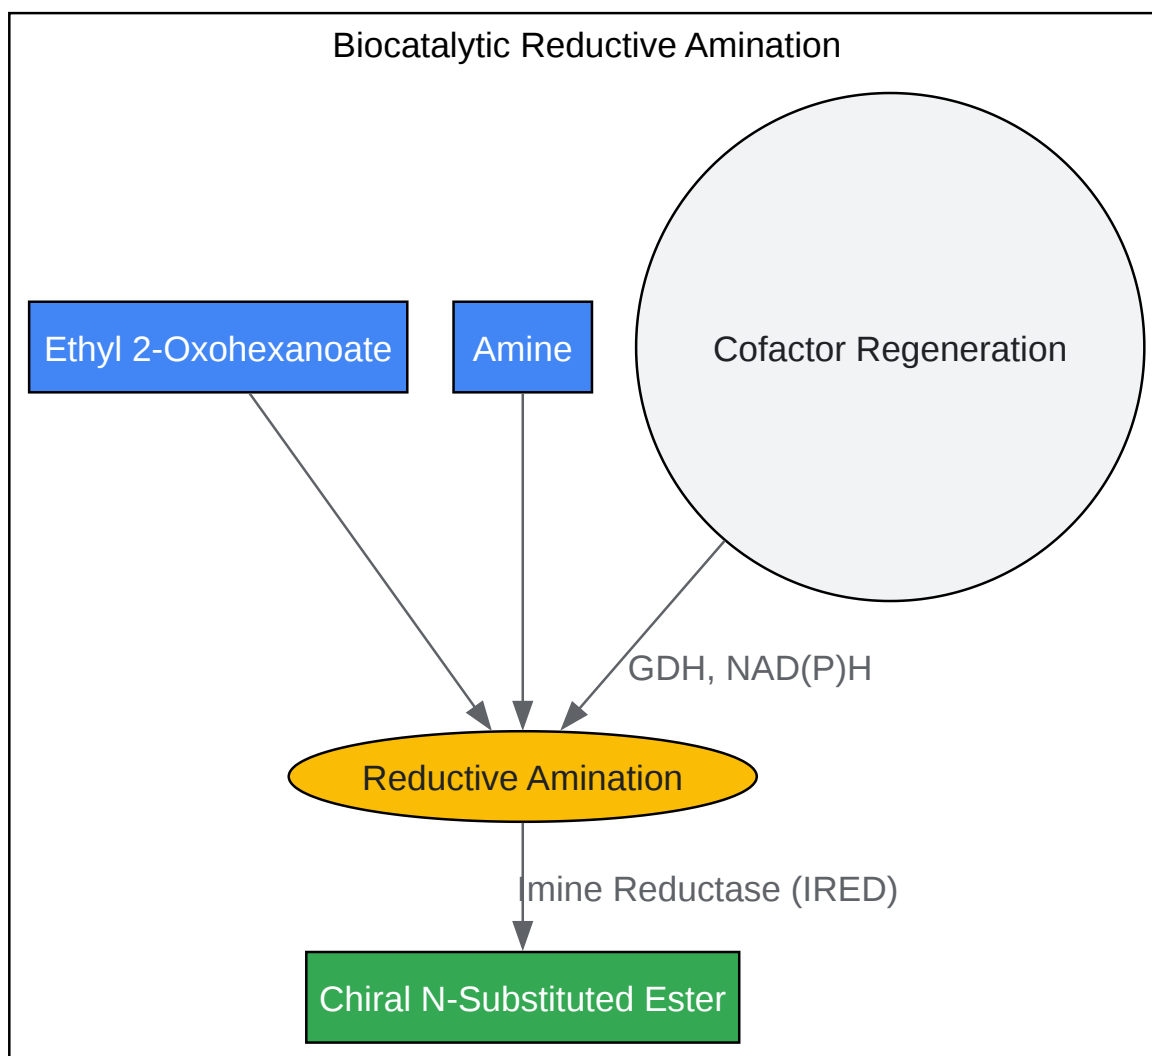 Biocatalytic Reductive Amination
Ethyl 2-Oxohexanoate
Amine
Cofactor Regeneration
GDH, NAD(P)H
Reductive Amination
Imine Reductase (IRED)
Chiral N-Substituted Ester